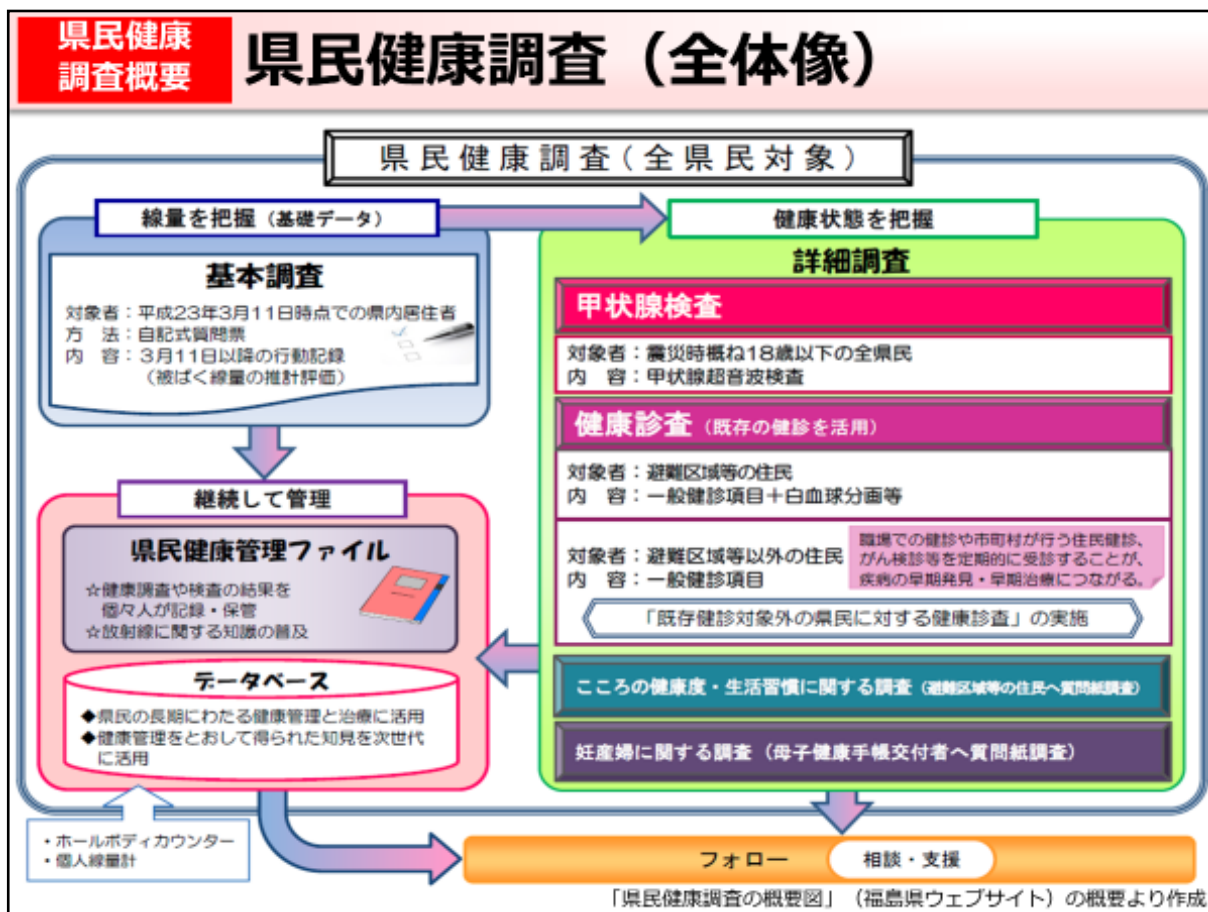 県民健康
調査概要
県民健康調査（全体像）
県民健康調査（全県民対象）
線量を把握（基礎データ）
基本調査
対象者：平成23年3月11日時点での県内居住者
方　法：自記式質問票
内　容：3月11日以降の行動記録
（被ばく線量の推計評価）
継続して管理
県民健康管理ファイル
☆健康調査や検査の結果を
個々人が記録・保管
☆放射線に関する知識の普及
データベース
◆県民の長期にわたる健康管理と治療に活用
◆健康管理をとおして得られた知見を次世代
に活用
・ホールボディカウンター
・個人線量計
健康状態を把握
詳細調査
甲状腺検査
対象者：震災時概ね18歳以下の全県民
内　容：甲状腺超音波検査
健康診査（既存の健診を活用）
対象者：避難区域等の住民
内　容：一般健診項目＋白血球分画等
対象者：避難区域等以外の住民
内　容：一般健診項目
職場での健診や市町村が行う住民健診、
がん検診等を定期的に受診することが、
疾病の早期発見・早期治療につながる。
「既存健診対象外の県民に対する健康診査」の実施
こころの健康度・生活習慣に関する調査（避難区域等の住民へ質問紙調査）
妊産婦に関する調査（母子健康手帳交付者へ質問紙調査）
フォロー　相談・支援
「県民健康調査の概要図」（福島県ウェブサイト）の概要より作成